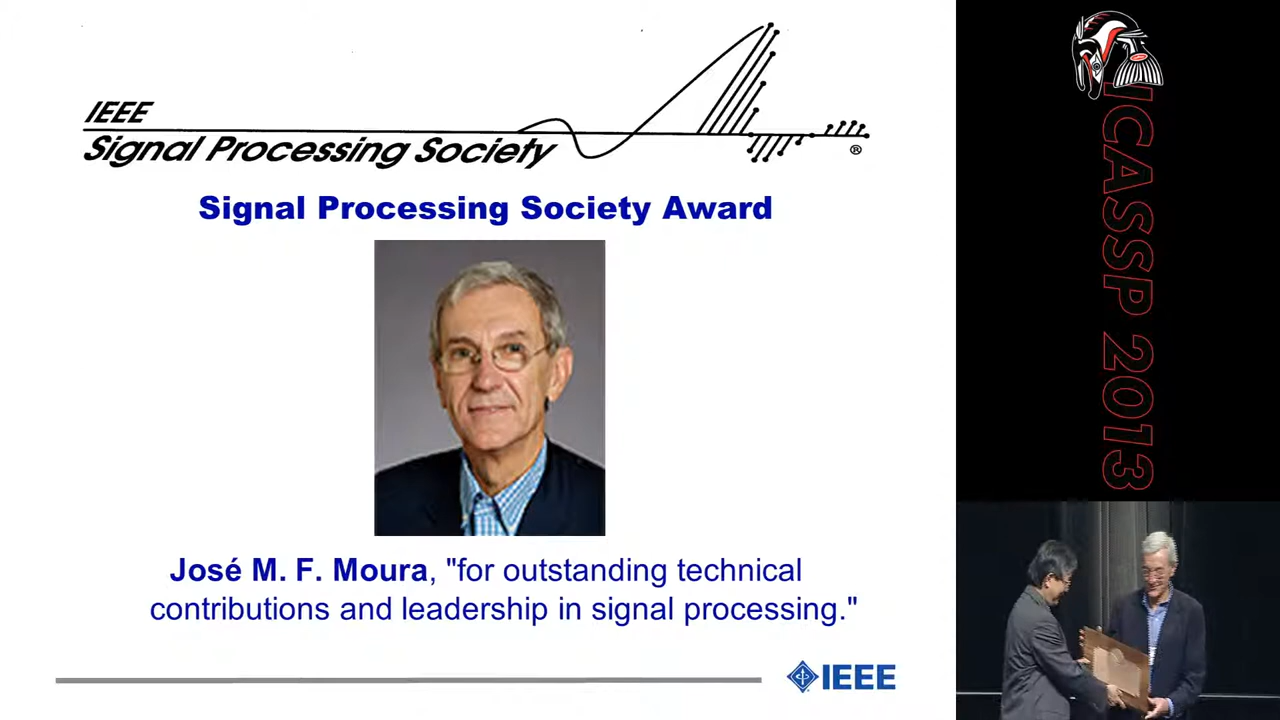 IEEE
Signal Processing Society
®
Signal Processing Society Award
José M. F. Moura, "for outstanding technical
contributions and leadership in signal processing."
IEEE
ICASSP 2013